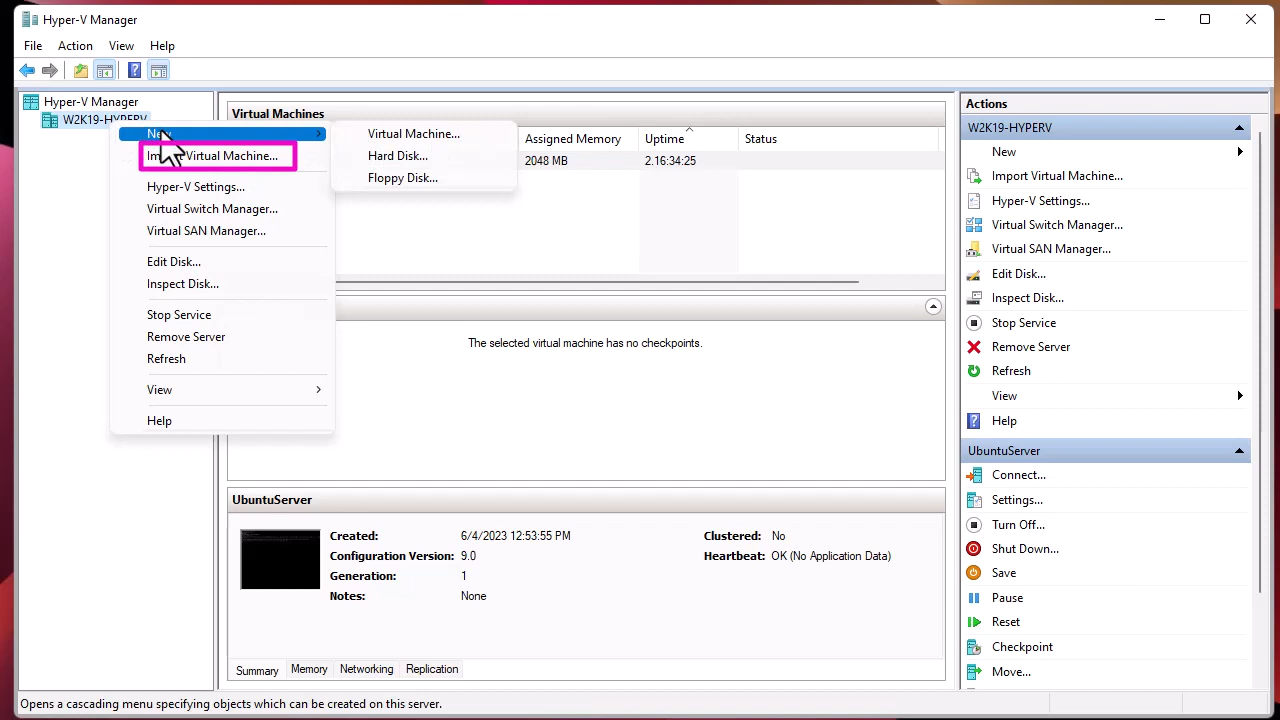 Hyper-V Manager
File Action View Help
Hyper-V Manager
W2K19-HYPERV
New
Virtual Machine...
Hyper-V Settings...
Virtual Switch Manager...
Virtual SAN Manager...
Edit Disk...
Inspect Disk...
Stop Service
Remove Server
Refresh
View
Help
Virtual Machine...
Hard Disk...
Floppy Disk...
Virtual Machines
Assigned Memory Uptime Status
2048 MB 2.16:34:25
The selected virtual machine has no checkpoints.
UbuntuServer
Created: 6/4/2023 12:53:55 PM Clustered: No
Configuration Version: 9.0 Heartbeat: OK (No Application Data)
Generation: 1
Notes: None
Summary Memory Networking Replication
Actions
W2K19-HYPERV
New
Import Virtual Machine...
Hyper-V Settings...
Virtual Switch Manager...
Virtual SAN Manager...
Edit Disk...
Inspect Disk...
Stop Service
Remove Server
Refresh
View
Help
UbuntuServer
Connect...
Settings...
Turn Off...
Shut Down...
Save
Pause
Reset
Checkpoint
Move...
Opens a cascading menu specifying objects which can be created on this server.